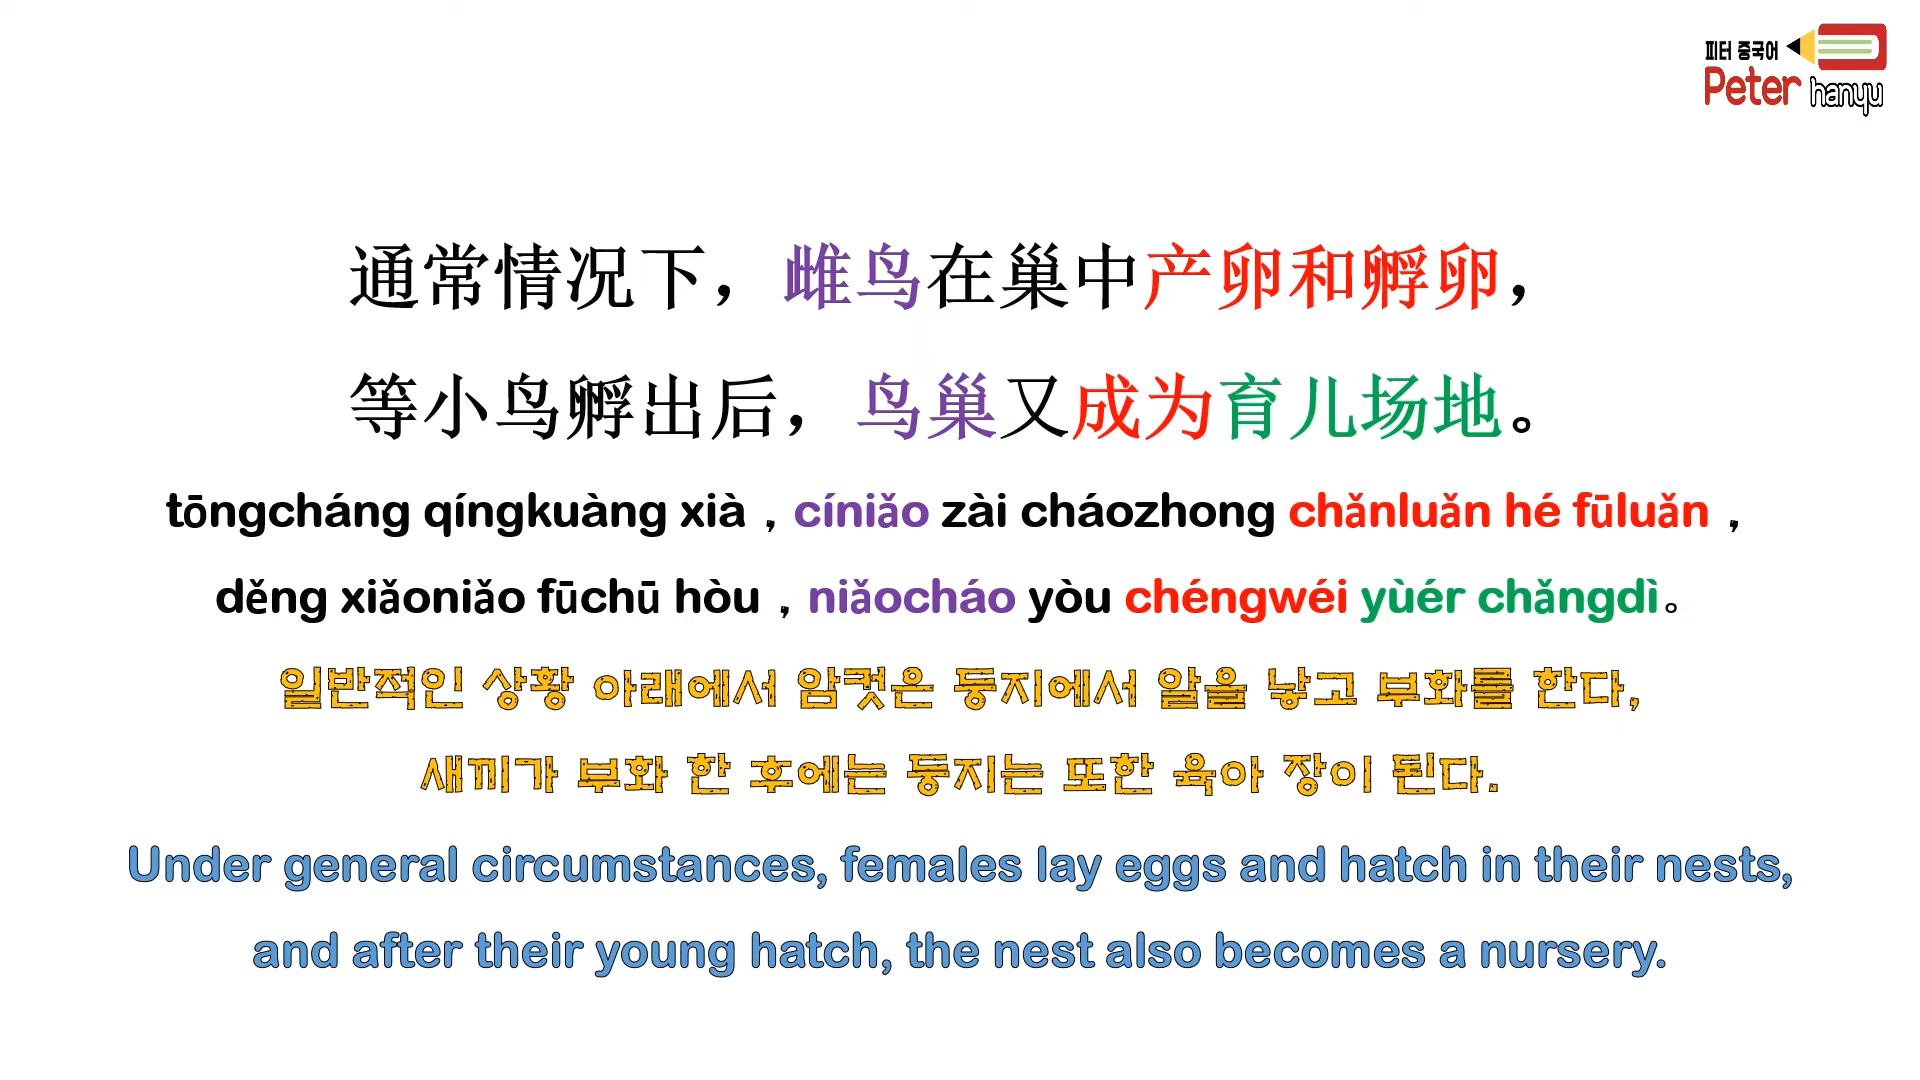 피터 중국어
Peter hanyu
通常情况下，雌鸟在巢中产卵和孵卵，
等小鸟孵出后，鸟巢又成为育儿场地。
tōngcháng qíngkuàng xià，cíniǎo zài cháozhong chǎnluǎn hé fūluǎn，
děng xiǎoniǎo fūchū hòu，niǎocháo yòu chéngwéi yùér chǎngdì。
일반적인 상황 아래에서 암컷은 둥지에서 알을 낳고 부화를 한다,
새끼가 부화 한 후에는 둥지는 또한 육아 장이 된다.
Under general circumstances, females lay eggs and hatch in their nests,
and after their young hatch, the nest also becomes a nursery.